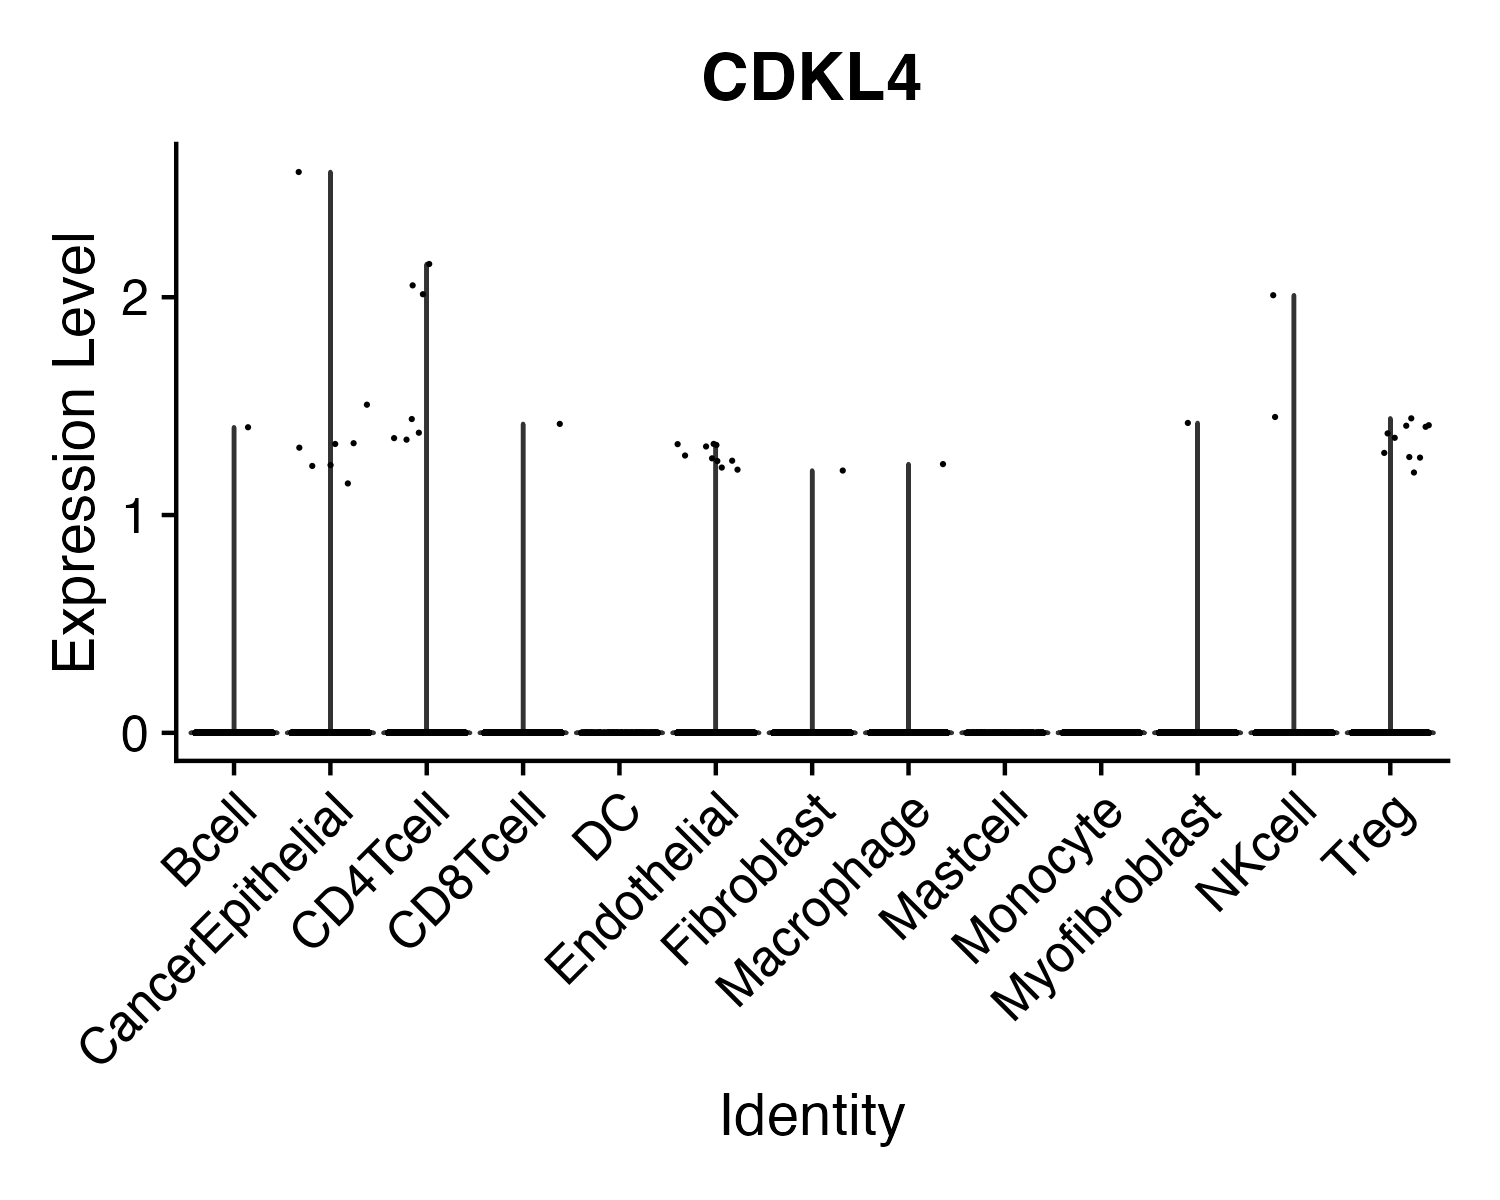 CDKL4
Expression Level
2
1
0
Bcell
CancerEpithelial
CD4Tcell
CD8Tcell
DC
Endothelial
Fibroblast
Macrophage
Mastcell
Monocyte
Myofibroblast
NKcell
Treg
Identity